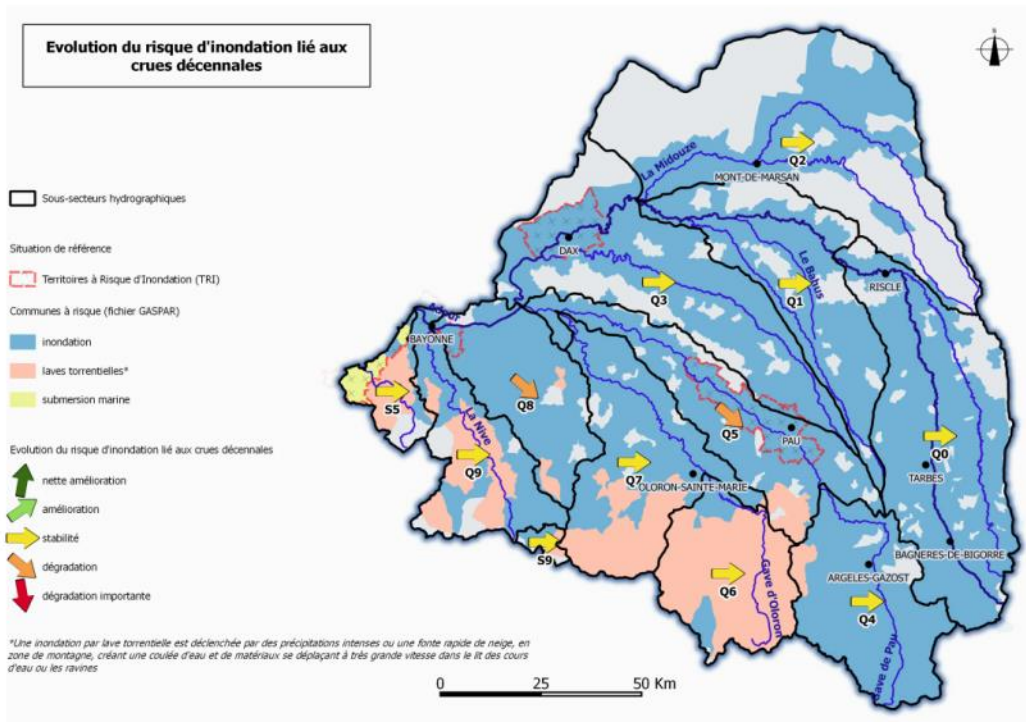 Evolution du risque d'inondation lié aux
crues décennales
N
Sous-secteurs hydrographiques
Situation de référence
Territoires à Risque d'Inondation (TRI)
Communes à risque (fichier GASPAR)
inondation
laves torrentielles*
submersion marine
Evolution du risque d'inondation lié aux crues décennales
nette amélioration
amélioration
stabilité
dégradation
dégradation importante
*Une inondation par lave torrentielle est déclenchée par des précipitations intenses ou une fonte rapide de neige, en
zone de montagne, créant une coulée d'eau et de matériaux se déplaçant à très grande vitesse dans le lit des cours
d'eau ou les ravines
0 25 50 Km
Q2
La Midouze
MONT-DE-MARSAN
DAX
Le Bahus
RISCLE
Q3
Q1
Adour
BAYONNE
S5
Q8
La Nive
Q5
PAU
Q0
Q9
Q7
OLORON-SAINTE-MARIE
TARBES
S9
BAGNERES-DE-BIGORRE
ARGELES-GAZOST
Q6
Gave d'Oloron
Q4
Gave de Pau